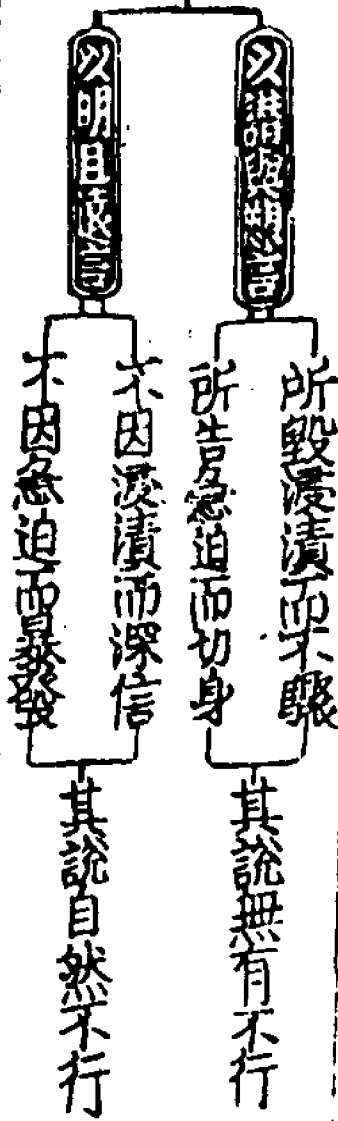 以譖與愬言
所毀浸漬而不驟
所告急迫而切身
其說無有不行
以明且遠言
不因浸漬而深信
不因急迫而暴發
其說自然不行